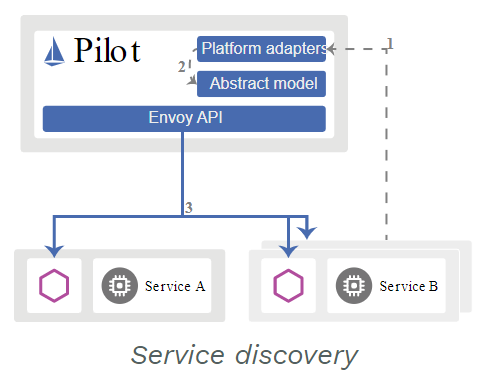 Pilot
Platform adapters
1
2
Abstract model
Envoy API
3
Service A
Service B
Service discovery